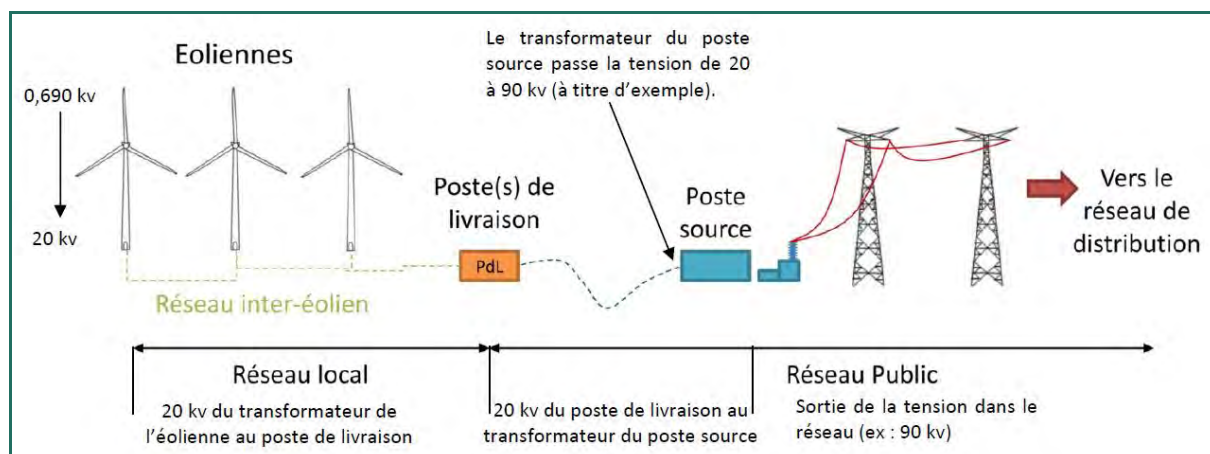 Eoliennes
0,690 kv
20 kv
Réseau inter-éolien
Poste(s) de
livraison
PdL
Le transformateur du poste
source passe la tension de 20
à 90 kv (à titre d'exemple).
Poste
source
Vers le
réseau de
distribution
Réseau local
20 kv du transformateur de
l'éolienne au poste de livraison
20 kv du poste de livraison au
transformateur du poste source
Réseau Public
Sortie de la tension dans le
réseau (ex : 90 kv)